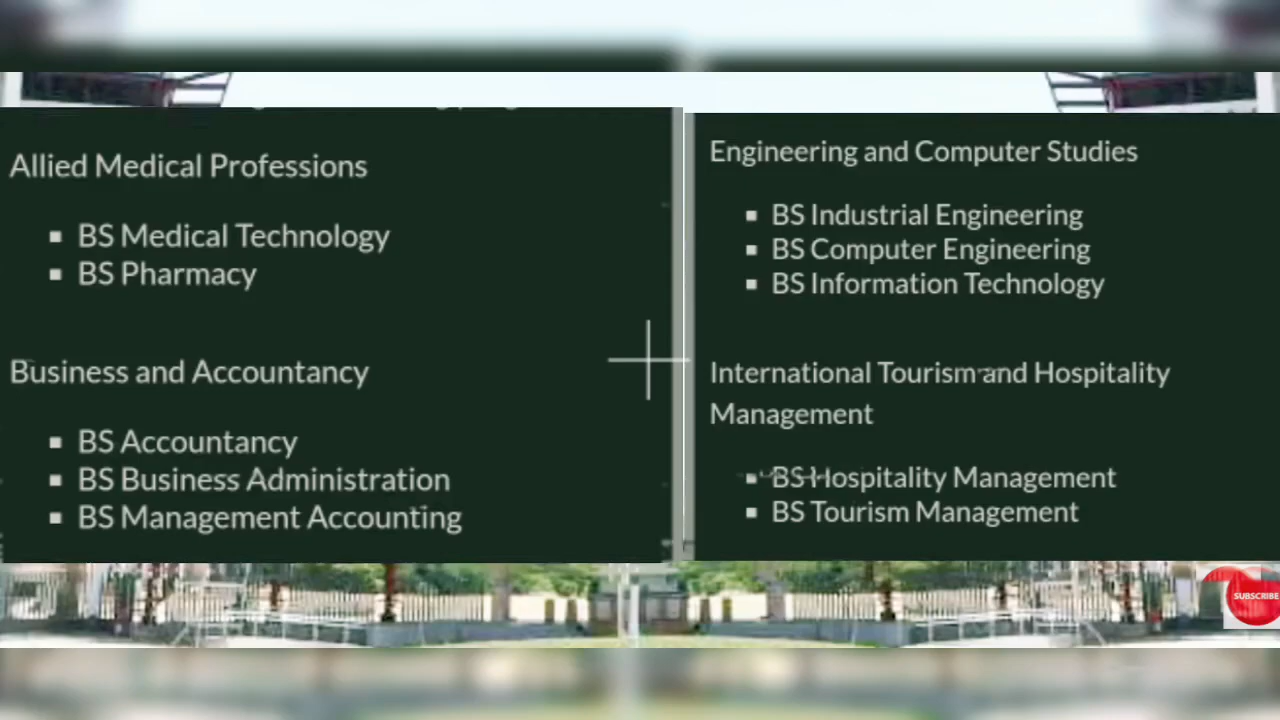 Allied Medical Professions
BS Medical Technology
BS Pharmacy
Business and Accountancy
BS Accountancy
BS Business Administration
BS Management Accounting
Engineering and Computer Studies
BS Industrial Engineering
BS Computer Engineering
BS Information Technology
International Tourism and Hospitality
Management
BS Hospitality Management
BS Tourism Management
SUBSCRIBE